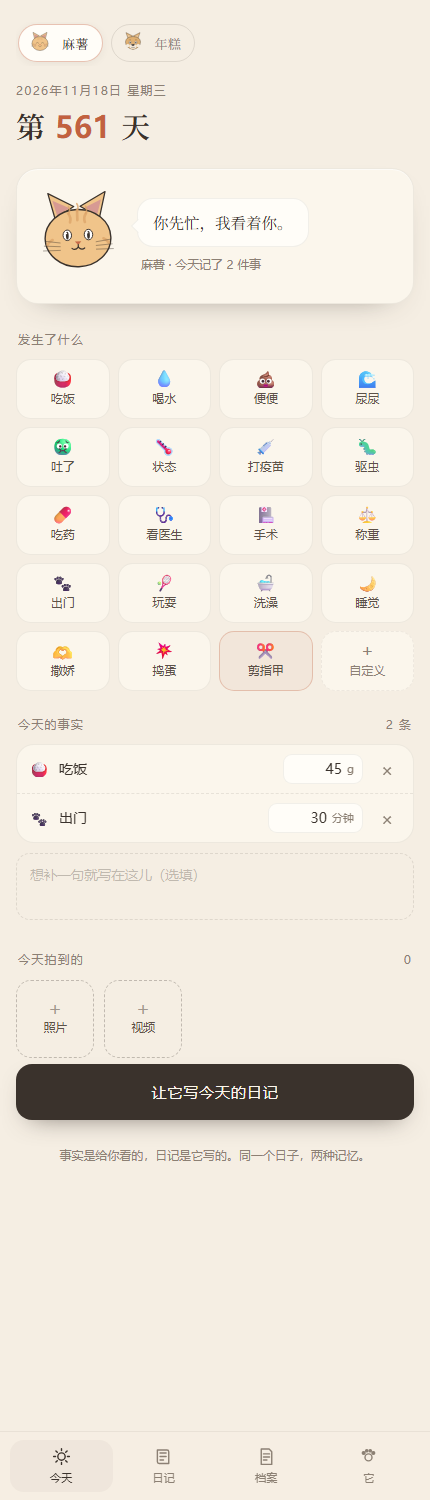 麻薯 年糕
2026年11月18日 星期三
第 561 天
你先忙，我看着你。
麻薯 · 今天记了 2 件事
发生了什么
吃饭 喝水 便便 尿尿
吐了 状态 打疫苗 驱虫
吃药 看医生 手术 称重
出门 玩耍 洗澡 睡觉
撒娇 捣蛋 剪指甲 + 自定义
今天的事实 2 条
吃饭 45 g ×
出门 30 分钟 ×
想补一句就写在这儿（选填）
今天拍到的 0
+ +
照片 视频
让它写今天的日记
事实是给你看的，日记是它写的。同一个日子，两种记忆。
今天 日记 档案 它